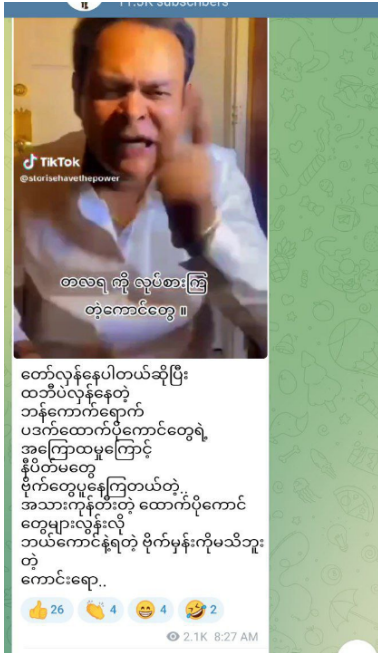 11.5K subscribers
TikTok
@storisehavethepower
တလရ ကို လုပ်စားကြ
တဲ့ကောင်တွေ ။
တော်လှန်နေပါတယ်ဆိုပြီး
ထဘီပဲလှန်နေတဲ့
ဘန်ကောက်ရောက်
ပဒက်ထောက်ပိုကောင်တွေရဲ့
အကြောထမှုကြောင့်
နီပိတ်မတွေ
ဗိုက်တွေပူနေကြတယ်တဲ့..
အသားကုန်တီးတဲ့ ထောက်ပိုကောင်
တွေများလွန်းလို
ဘယ်ကောင်နဲ့ရတဲ့ ဗိုက်မှန်းကိုမသိဘူး
တဲ့
ကောင်းရော..
26
4
4
2
2.1K 8:27 AM